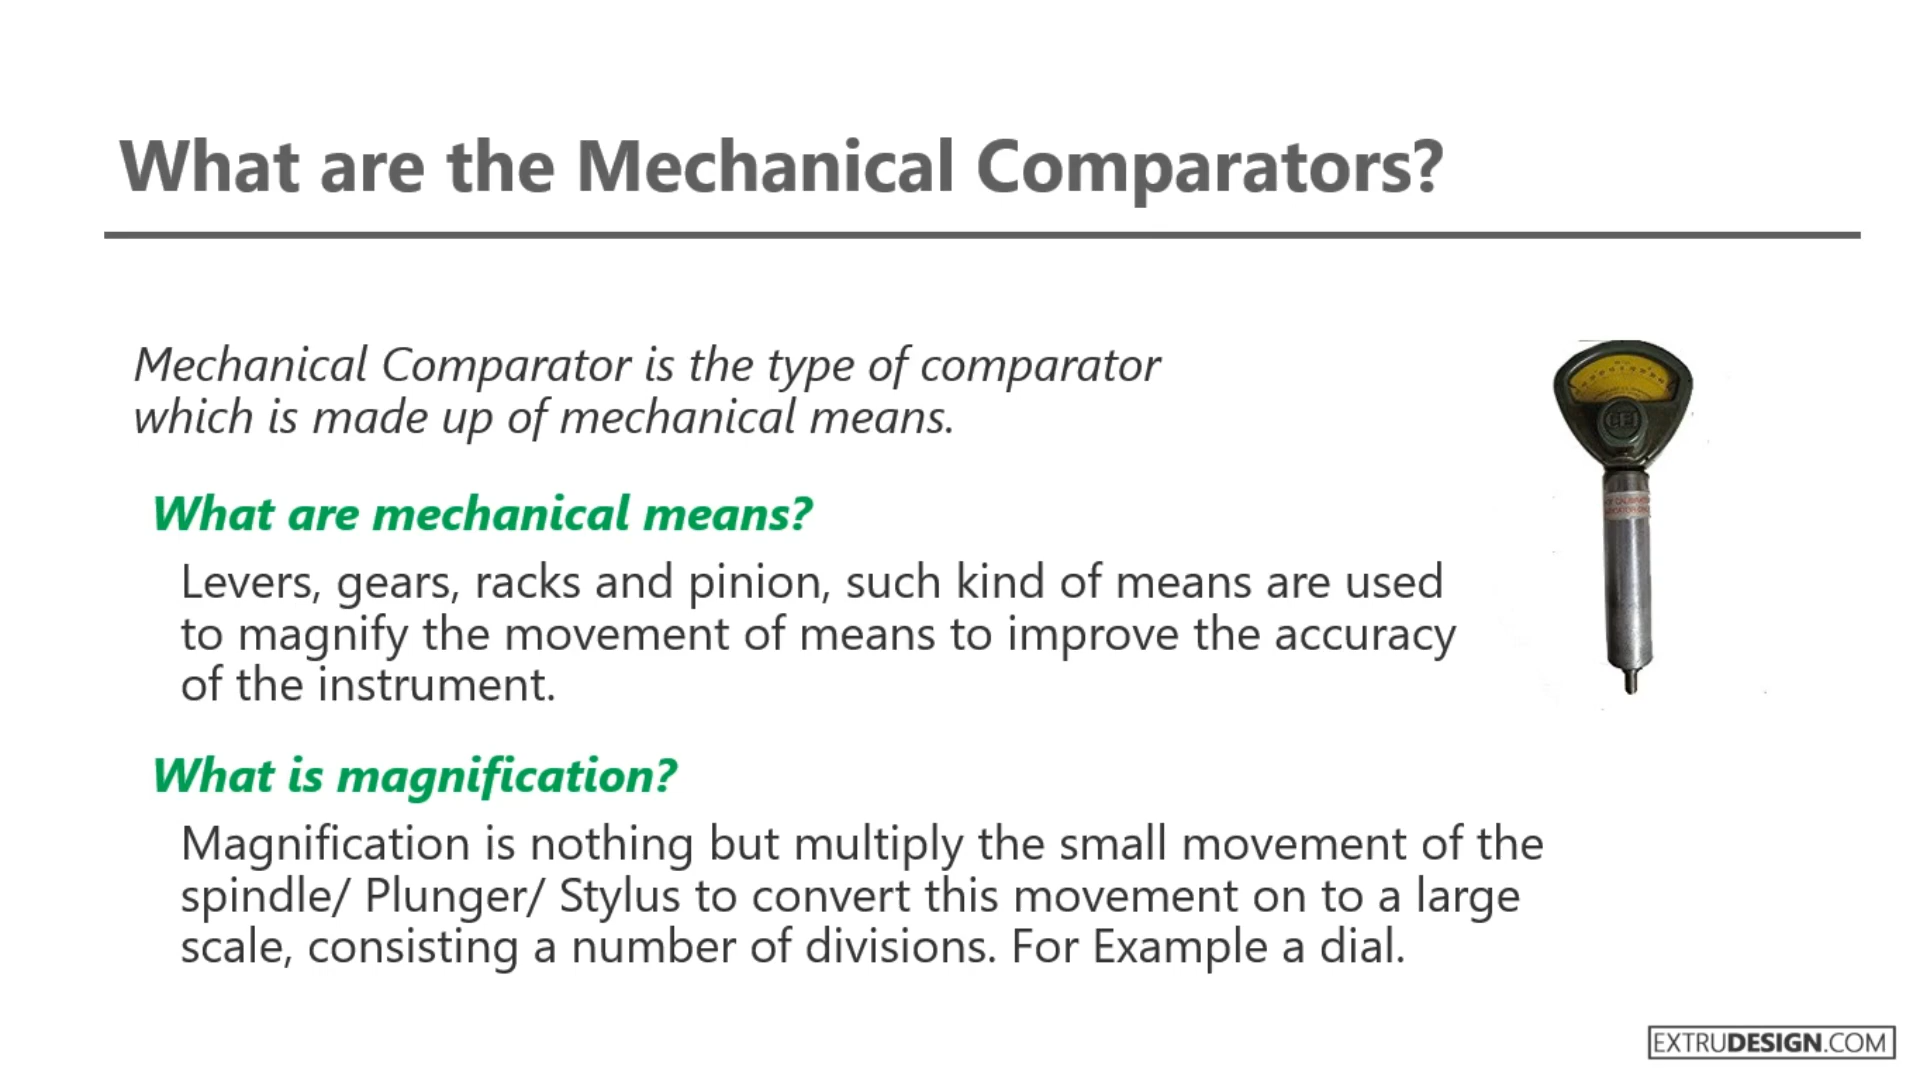 What are the Mechanical Comparators?
Mechanical Comparator is the type of comparator
which is made up of mechanical means.
What are mechanical means?
Levers, gears, racks and pinion, such kind of means are used
to magnify the movement of means to improve the accuracy
of the instrument.
What is magnification?
Magnification is nothing but multiply the small movement of the
spindle/ Plunger/ Stylus to convert this movement on to a large
scale, consisting a number of divisions. For Example a dial.
EXTRUDESIGN.COM